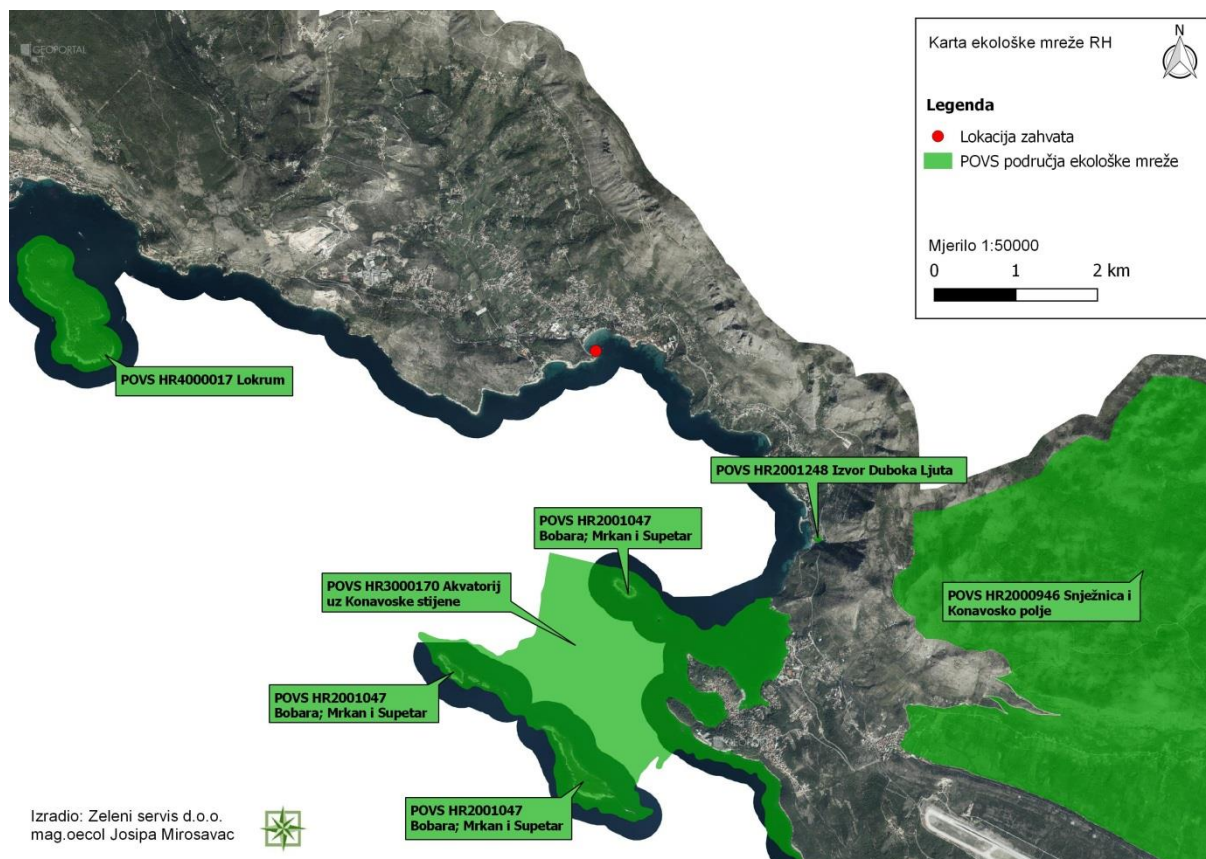 GEOPORTAL
Karta ekološke mreže RH
N
Legenda
Lokacija zahvata
POVS područja ekološke mreže
Mjerilo 1:50000
0 1 2 km
POVS HR4000017 Lokrum
POVS HR2001248 Izvor Duboka Ljuta
POVS HR2001047
Bobara; Mrkan i Supetar
POVS HR3000170 Akvatorij
uz Konavoske stijene
POVS HR2000946 Snježnica i
Konavosko polje
POVS HR2001047
Bobara; Mrkan i Supetar
POVS HR2001047
Bobara; Mrkan i Supetar
Izradio: Zeleni servis d.o.o.
mag.oecol Josipa Mirosavac